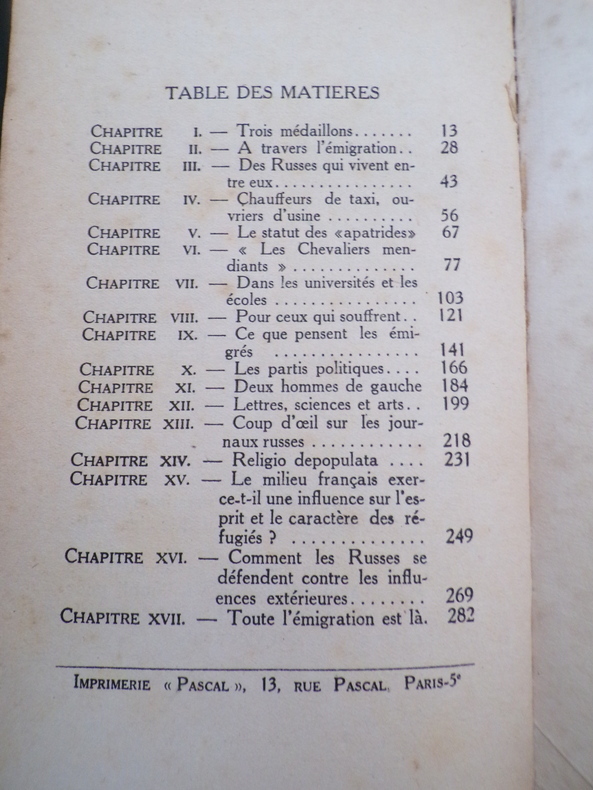 TABLE DES MATIERES
CHAPITRE I. — Trois médaillons....... 13
CHAPITRE II. — A travers l'émigration.. 28
CHAPITRE III. — Des Russes qui vivent en-
tre eux............... 43
CHAPITRE IV. — Chauffeurs de taxi, ou-
vriers d'usine .......... 56
CHAPITRE V. — Le statut des «apatrides» 67
CHAPITRE VI. — « Les Chevaliers men-
diants » ............. 77
CHAPITRE VII. — Dans les universités et les
écoles ............... 103
CHAPITRE VIII. — Pour ceux qui souffrent.. 121
CHAPITRE IX. — Ce que pensent les émi-
grés ............... 141
CHAPITRE X. — Les partis politiques.... 166
CHAPITRE XI. — Deux hommes de gauche 184
CHAPITRE XII. — Lettres, sciences et arts.. 199
CHAPITRE XIII. — Coup d'œil sur les jour-
naux russes ............ 218
CHAPITRE XIV. — Religio depopulata .... 231
CHAPITRE XV. — Le milieu français exer-
ce-t-il une influence sur l'es-
prit et le caractère des ré-
fugiés ? .............. 249
CHAPITRE XVI. — Comment les Russes se
défendent contre les influ-
ences extérieures........ 269
CHAPITRE XVII. — Toute l'émigration est là. 282
IMPRIMERIE « PASCAL », 13, RUE PASCAL, PARIS-5e